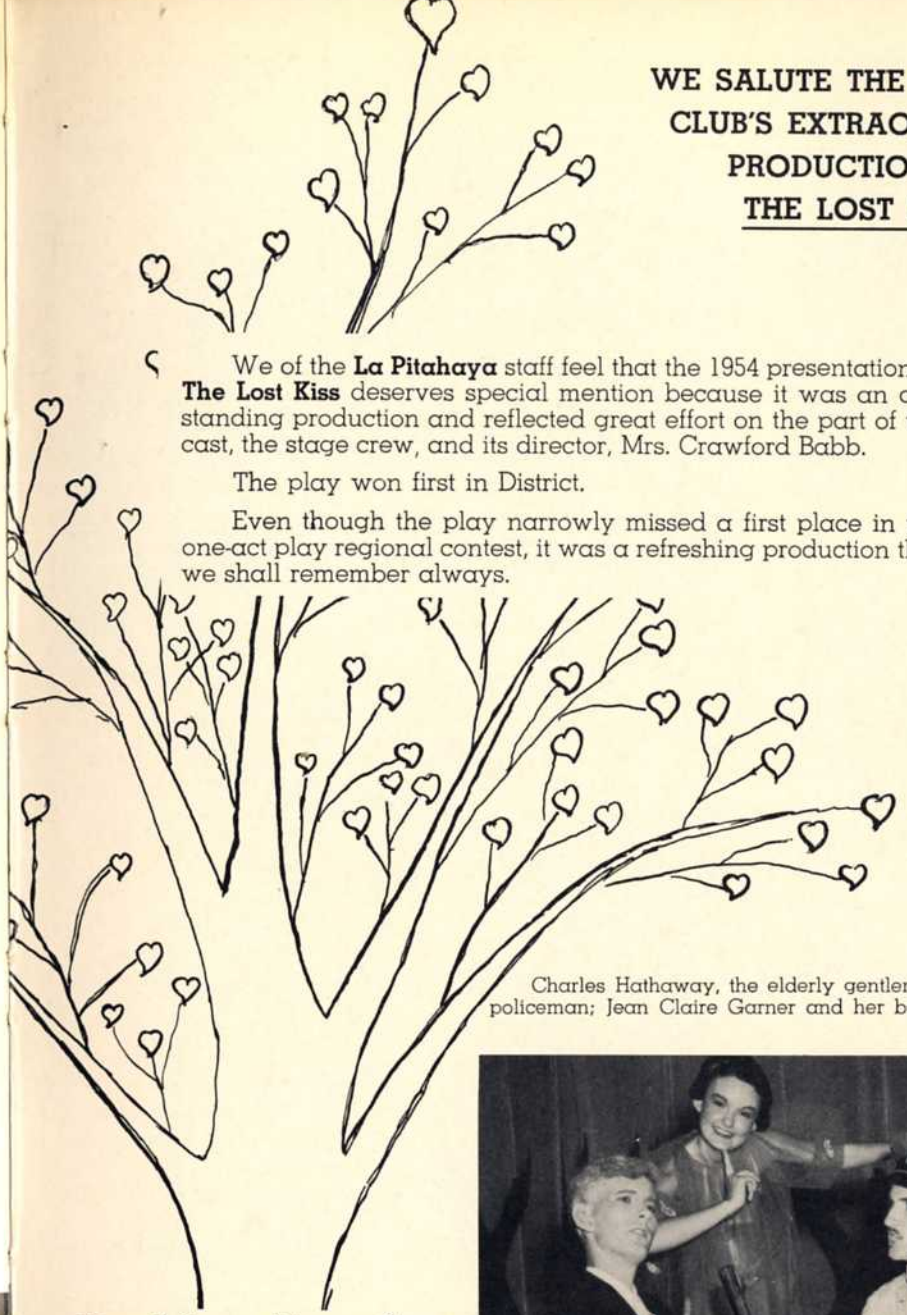 WE SALUTE THE
CLUB'S EXTRAO
PRODUCTIO
THE LOST
We of the La Pitahaya staff feel that the 1954 presentation
The Lost Kiss deserves special mention because it was an o
standing production and reflected great effort on the part of
cast, the stage crew, and its director, Mrs. Crawford Babb.
The play won first in District.
Even though the play narrowly missed a first place in
one-act play regional contest, it was a refreshing production th
we shall remember always.
Charles Hathaway, the elderly gentle
policeman; Jean Claire Garner and her b